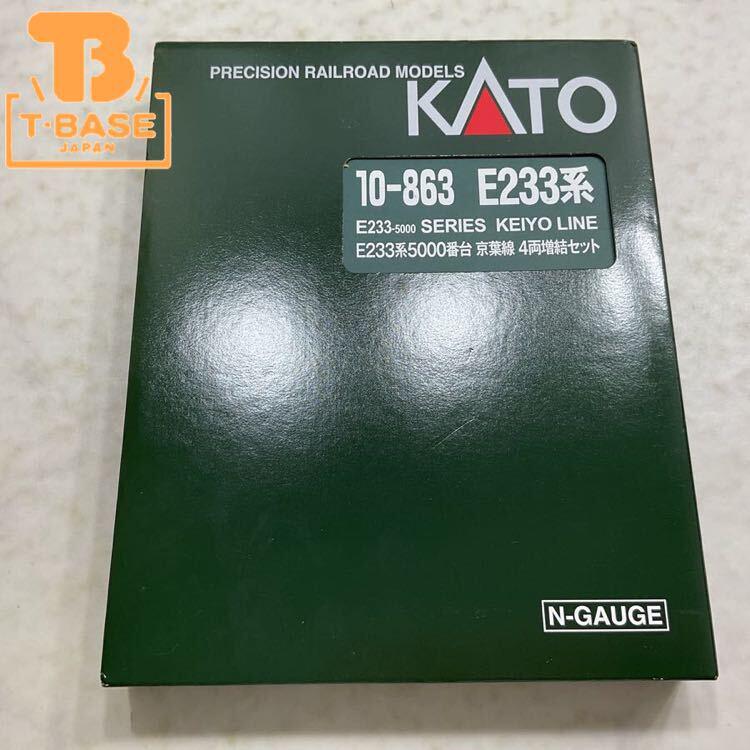 T-BASE
JAPAN
PRECISION RAILROAD MODELS
KATO
10-863 E233系
E233-5000 SERIES KEIYO LINE
E233系5000番台 京葉線 4両増結セット
N-GAUGE